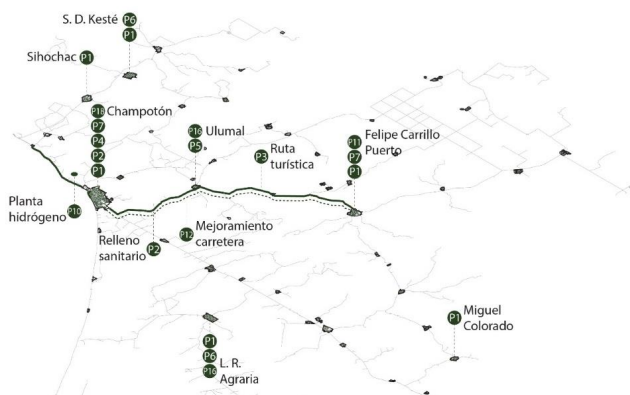 S. D. Kesté P6
P1
Sihochac P1
P18 Champotón
P7
P4
P2
P1
P16 Ulumal
P5
P3 Ruta
turística
P11 Felipe Carrillo
Puerto
P7
P1
Planta
hidrógeno
P10
Relleno
sanitario
P2
Mejoramiento
carretera
P12
P1 Miguel
Colorado
P1
P6
P16
L. R.
Agraria